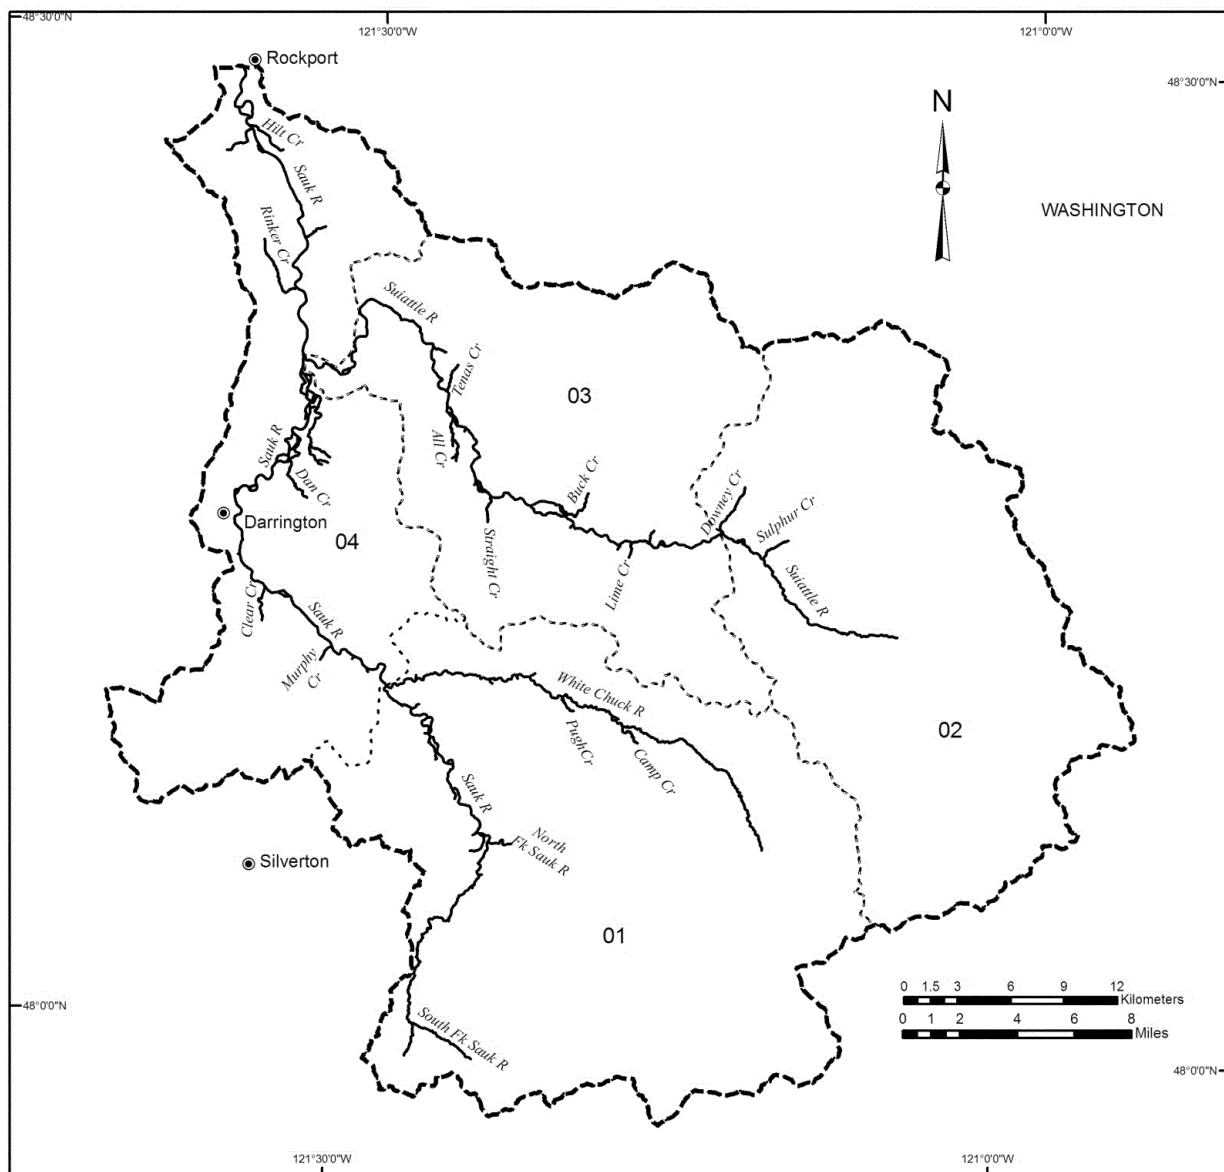 48°30'0"N
121°30'0"W
121°0'0"W
48°30'0"N
Rockport
N
WASHINGTON
Hilt Cr
Sauk R
Rinker Cr
Suiattle R
Tenas Cr
03
All Cr
Sauk R
Dan Cr
Buck Cr
Downey Cr
Sulphur Cr
Darrington
04
Straight Cr
Lime Cr
Suiattle R
Clear Cr
Sauk R
Murphy
Cr
White Chuck R
PughCr
Camp Cr
02
Sauk R
North
Fk Sauk R
Silverton
01
0 1.5 3 6 9 12
Kilometers
0 1 2 4 6 8
Miles
48°0'0"N
South Fk Sauk R
48°0'0"N
121°30'0"W
121°0'0"W